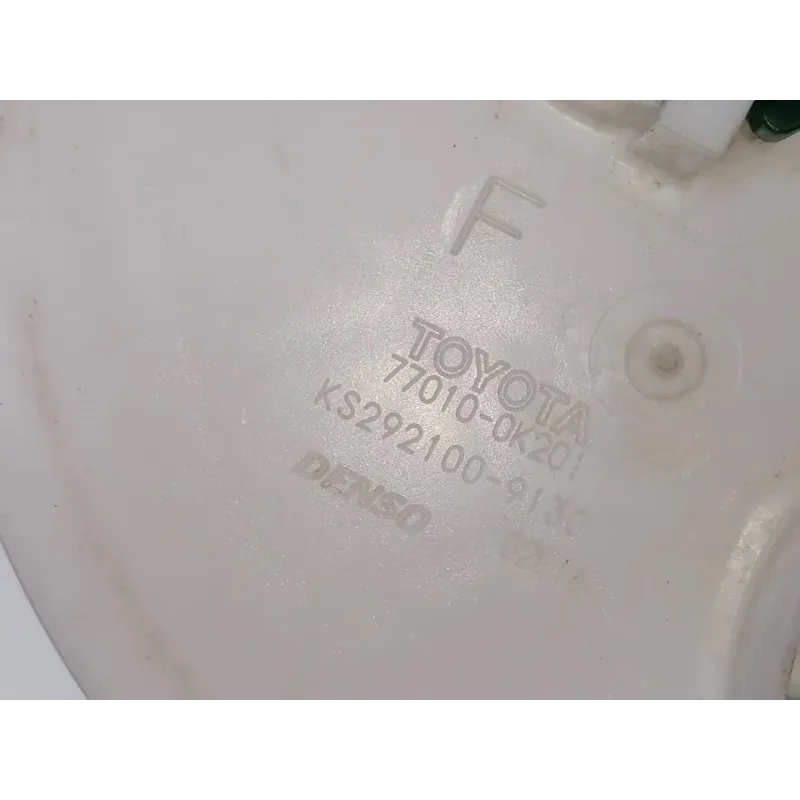 F
TOYOTA
77010-0K201
KS292100-9130
DENSO